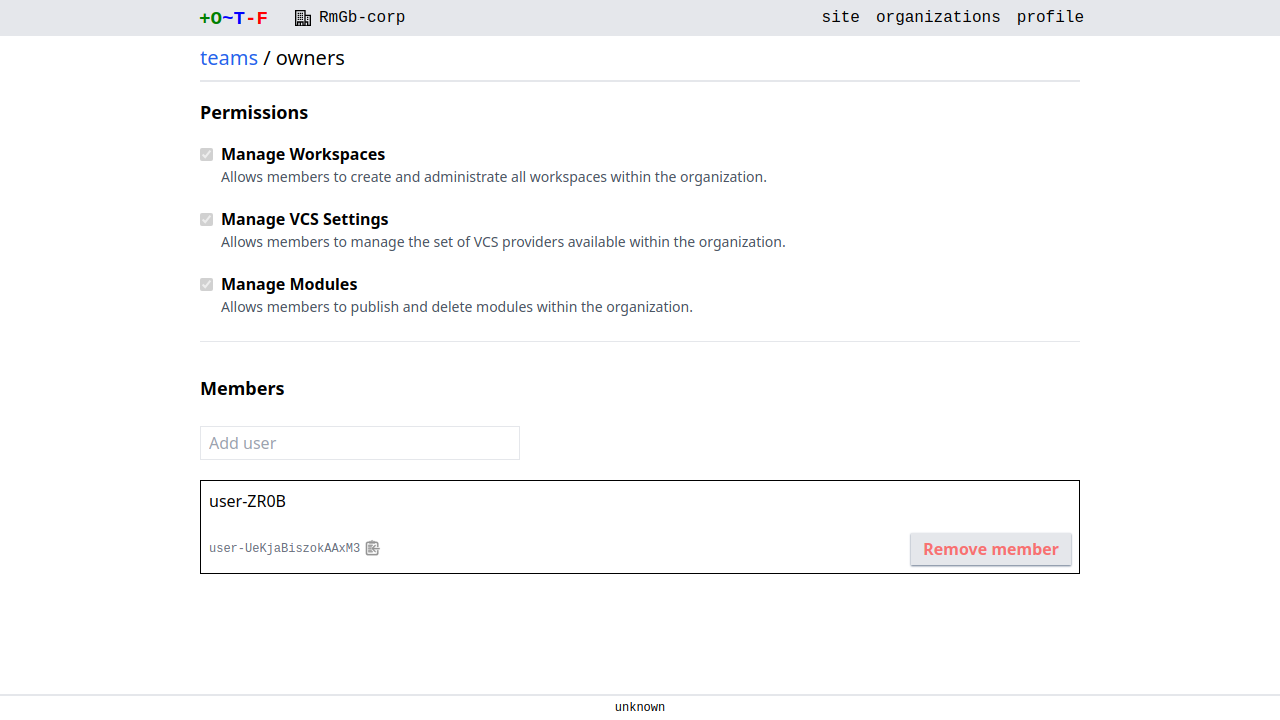 +O~T-F RmGb-corp site organizations profile
teams / owners
Permissions
Manage Workspaces
Allows members to create and administrate all workspaces within the organization.
Manage VCS Settings
Allows members to manage the set of VCS providers available within the organization.
Manage Modules
Allows members to publish and delete modules within the organization.
Members
Add user
user-ZR0B
user-UeKjaBiszokAAxM3 Remove member
unknown